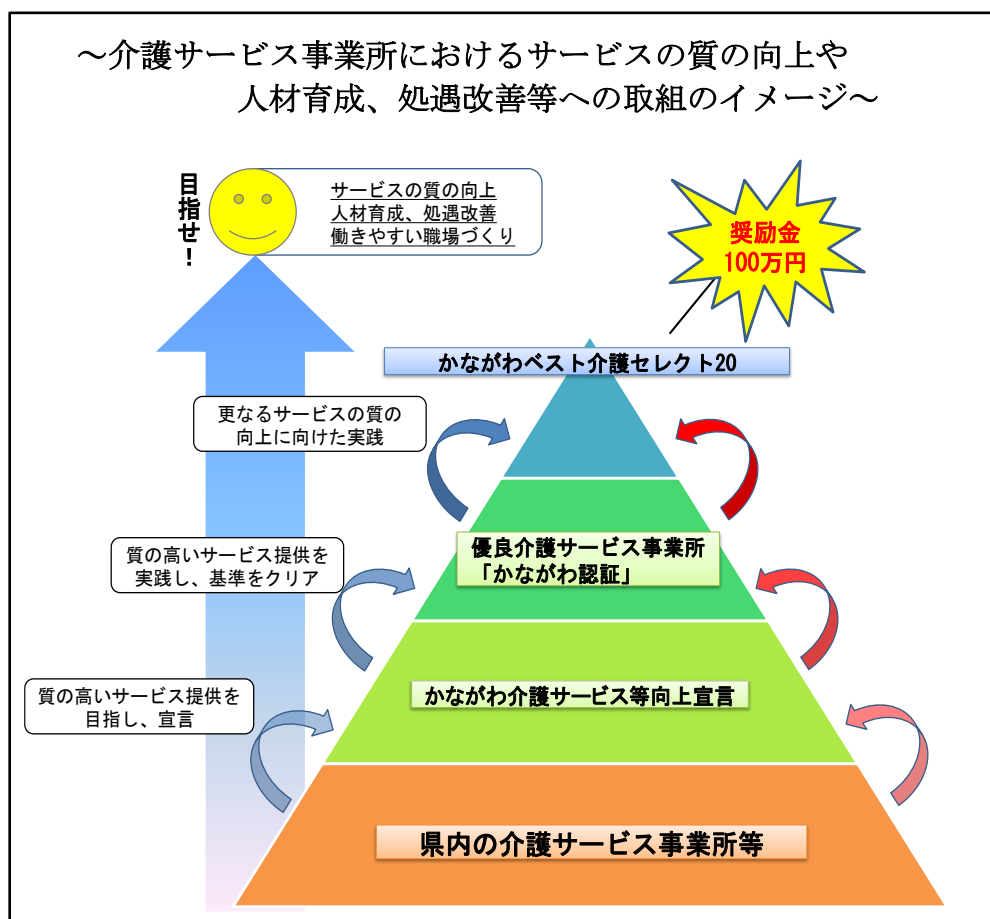 ～介護サービス事業所におけるサービスの質の向上や
人材育成、処遇改善等への取組のイメージ～
目指せ！
サービスの質の向上
人材育成、処遇改善
働きやすい職場づくり
奨励金
100万円
かながわベスト介護セレクト20
更なるサービスの質の
向上に向けた実践
優良介護サービス事業所
「かながわ認証」
質の高いサービス提供を
実践し、基準をクリア
かながわ介護サービス等向上宣言
質の高いサービス提供を
目指し、宣言
県内の介護サービス事業所等